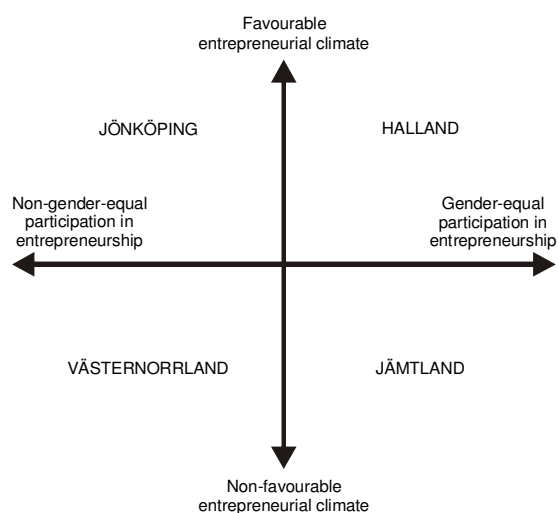 Favourable
entrepreneurial climate
JÖNKÖPING
HALLAND
Non-gender-equal
participation in
entrepreneurship
Gender-equal
participation in
entrepreneurship
VÄSTERNORRLAND
JÄMTLAND
Non-favourable
entrepreneurial climate